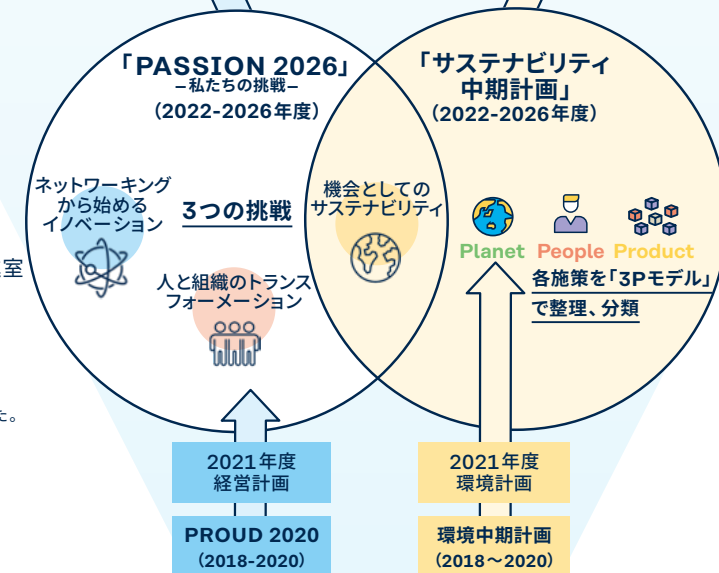 「PASSION 2026」
–私たちの挑戦–
（2022-2026年度）
「サステナビリティ
中期計画」
（2022-2026年度）
ネットワーキング
から始める
イノベーション
3つの挑戦
機会としての
サステナビリティ
人と組織のトランス
フォーメーション
Planet People Product
各施策を「3Pモデル」
で整理、分類
室
た。
2021年度
経営計画
PROUD 2020
（2018-2020）
2021年度
環境計画
環境中期計画
（2018～2020）